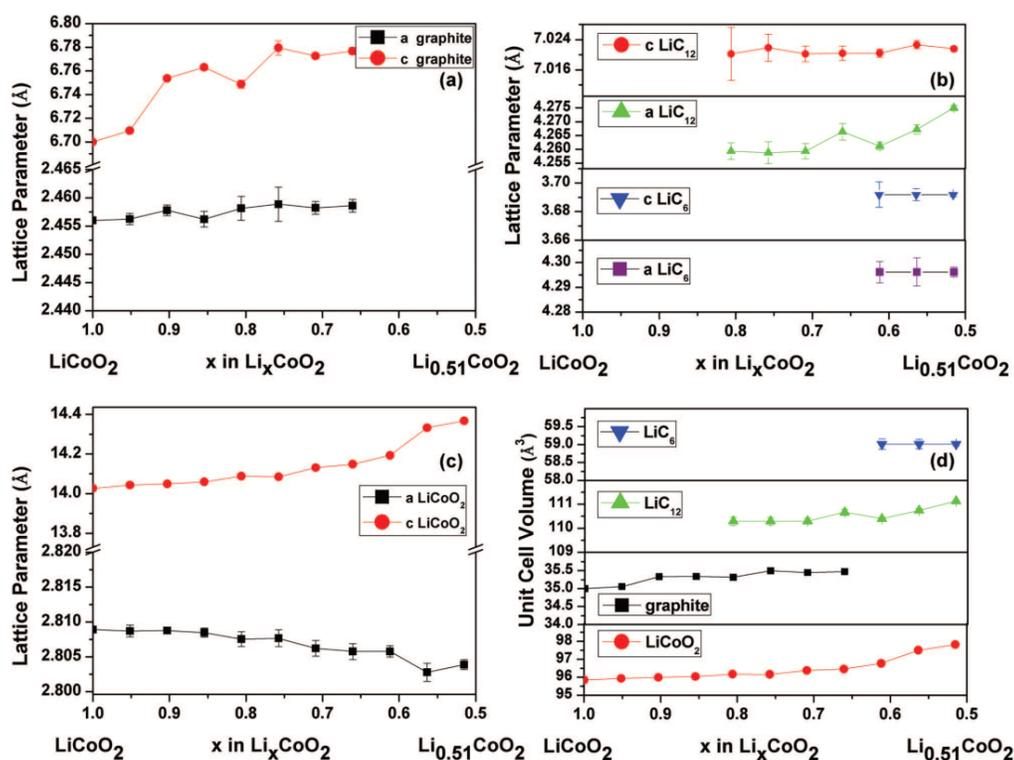 6.80
6.78
6.76
6.74
6.72
6.70
2.465
2.460
2.455
2.450
2.445
2.440
Lattice Parameter (Å)
Lattice Parameter (Å)
a graphite
c graphite
(a)
1.0 0.9 0.8 0.7 0.6 0.5
LiCoO2 x in LixCoO2 Li0.51CoO2
7.024
7.016
4.275
4.270
4.265
4.260
4.255
3.70
3.68
3.66
4.30
4.29
4.28
Lattice Parameter (Å)
c LiC12
(b)
a LiC12
c LiC6
a LiC6
1.0 0.9 0.8 0.7 0.6 0.5
LiCoO2 x in LixCoO2 Li0.51CoO2
14.4
14.2
14.0
13.8
2.820
2.815
2.810
2.805
2.800
Lattice Parameter (Å)
Lattice Parameter (Å)
(c)
a LiCoO2
c LiCoO2
1.0 0.9 0.8 0.7 0.6 0.5
LiCoO2 x in LixCoO2 Li0.51CoO2
59.5
59.0
58.5
58.0
111
110
109
35.5
35.0
34.5
34.0
98
97
96
95
Unit Cell Volume (Å3)
LiC6
(d)
LiC12
graphite
LiCoO2
1.0 0.9 0.8 0.7 0.6 0.5
LiCoO2 x in LixCoO2 Li0.51CoO2